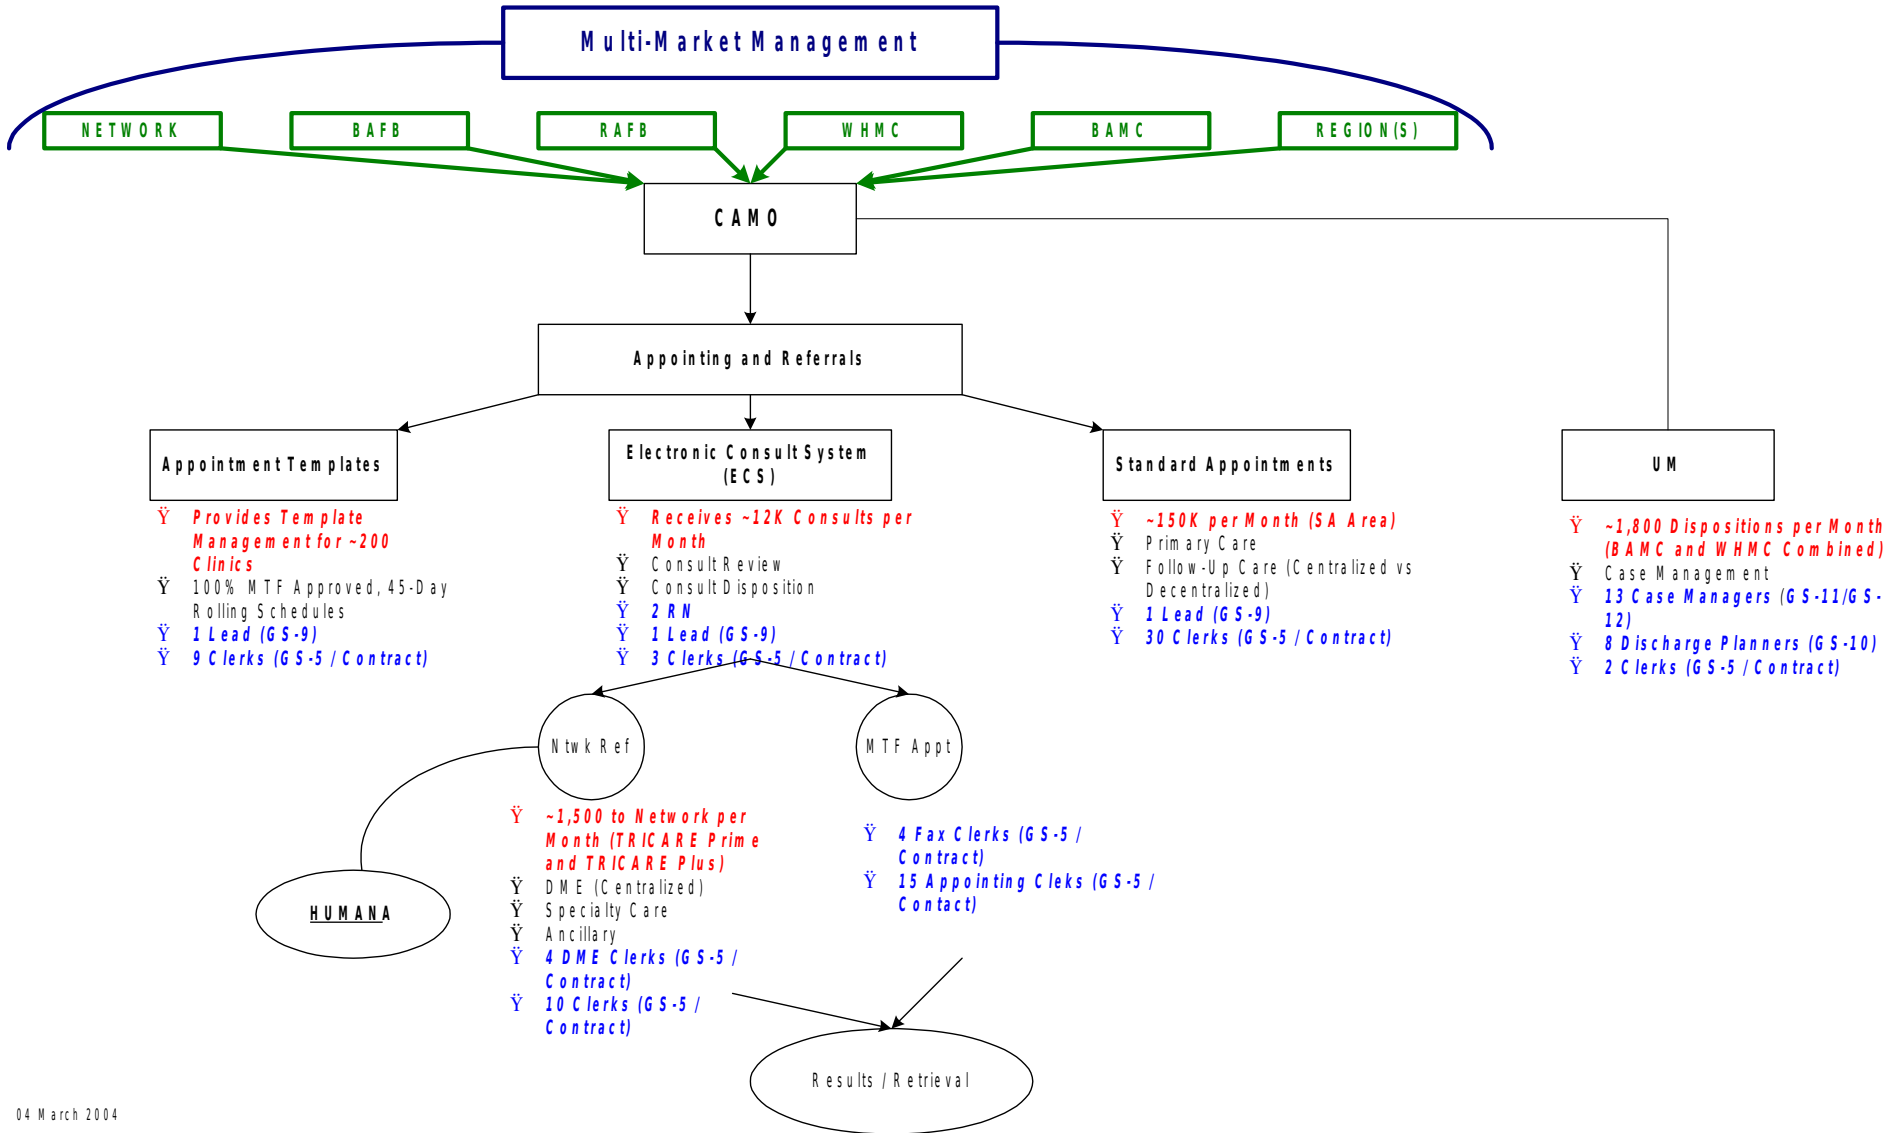 Multi-Market Management
NETWORK
BAFB
RAFB
WHMC
BAMC
REGION(S)
CAMO
Appointing and Referrals
Appointment Templates
Ÿ Provides Template
Management for ~200
Clinics
Ÿ 100% MTF Approved, 45-Day
Rolling Schedules
Ÿ 1 Lead (GS-9)
Ÿ 9 Clerks (GS-5 / Contract)
Electronic Consult System
(ECS)
Ÿ Receives ~12K Consults per
Month
Ÿ Consult Review
Ÿ Consult Disposition
Ÿ 2 RN
Ÿ 1 Lead (GS-9)
Ÿ 3 Clerks (GS-5 / Contract)
Standard Appointments
Ÿ ~150K per Month (SA Area)
Ÿ Primary Care
Ÿ Follow-Up Care (Centralized vs
Decentralized)
Ÿ 1 Lead (GS-9)
Ÿ 30 Clerks (GS-5 / Contract)
UM
Ÿ ~1,800 Dispositions per Month
(BAMC and WHMC Combined)
Ÿ Case Management
Ÿ 13 Case Managers (GS-11/GS-
12)
Ÿ 8 Discharge Planners (GS-10)
Ÿ 2 Clerks (GS-5 / Contract)
Ntwk Ref
MTF Appt
Ÿ ~1,500 to Network per
Month (TRICARE Prime
and TRICARE Plus)
Ÿ DME (Centralized)
Ÿ Specialty Care
Ÿ Ancillary
Ÿ 4 DME Clerks (GS-5 /
Contract)
Ÿ 10 Clerks (GS-5 /
Contract)
Ÿ 4 Fax Clerks (GS-5 /
Contract)
Ÿ 15 Appointing Cleks (GS-5 /
Contact)
HUMANA
Results / Retrieval
04 March 2004